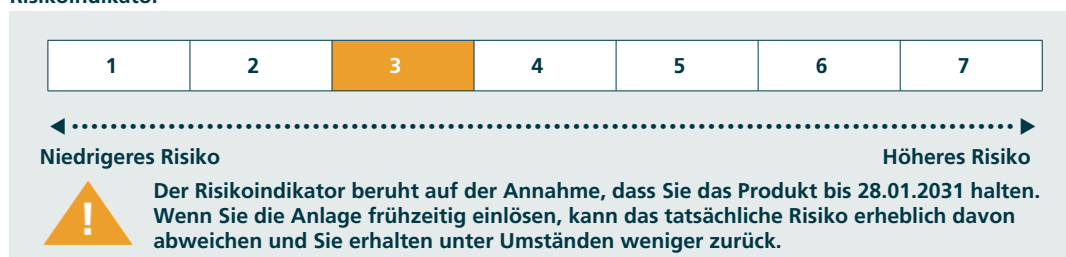 Risikoindikator
1 2 3 4 5 6 7
Niedrigeres Risiko Höheres Risiko
! Der Risikoindikator beruht auf der Annahme, dass Sie das Produkt bis 28.01.2031 halten.
Wenn Sie die Anlage frühzeitig einlösen, kann das tatsächliche Risiko erheblich davon
abweichen und Sie erhalten unter Umständen weniger zurück.